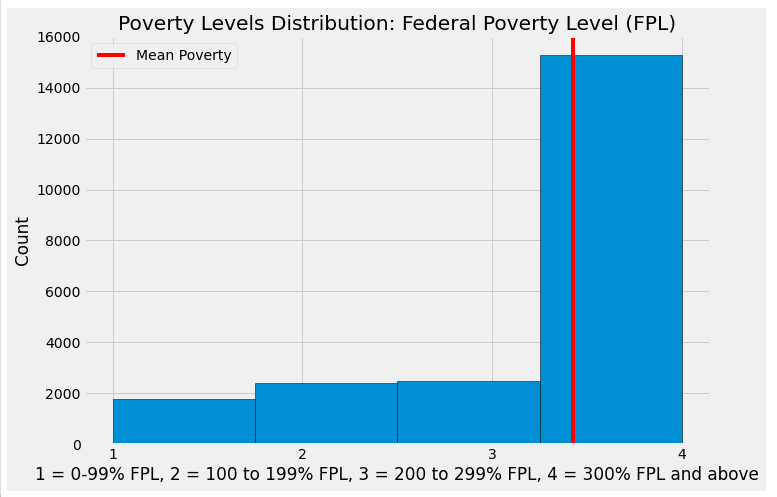 Poverty Levels Distribution: Federal Poverty Level (FPL)
16000
Mean Poverty
14000
12000
10000
8000
6000
4000
2000
0
Count
1 2 3 4
1 = 0-99% FPL, 2 = 100 to 199% FPL, 3 = 200 to 299% FPL, 4 = 300% FPL and above